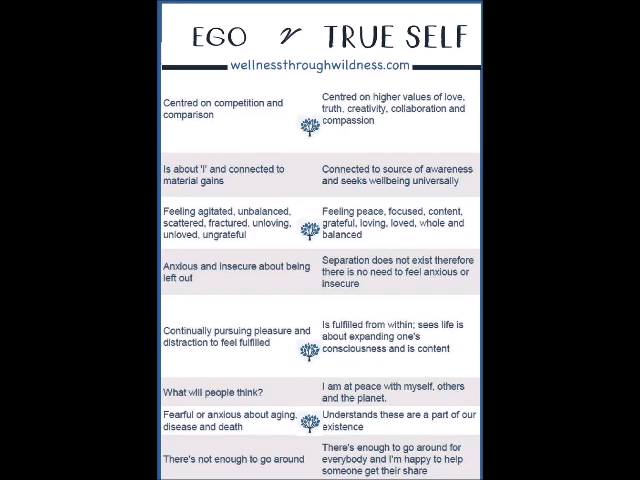 EGO r TRUE SELF
wellnessthroughwildness.com
Centred on competition and
comparison
Centred on higher values of love,
truth, creativity, collaboration and
compassion
Is about 'I' and connected to
material gains
Connected to source of awareness
and seeks wellbeing universally
Feeling agitated, unbalanced,
scattered, fractured, unloving,
unloved, ungrateful
Feeling peace, focused, content,
grateful, loving, loved, whole and
balanced
Anxious and insecure about being
left out
Separation does not exist therefore
there is no need to feel anxious or
insecure
Continually pursuing pleasure and
distraction to feel fulfilled
Is fulfilled from within; sees life is
about expanding one's
consciousness and is content
What will people think?
I am at peace with myself, others
and the planet.
Fearful or anxious about aging,
disease and death
Understands these are a part of our
existence
There's not enough to go around
There's enough to go around for
everybody and I'm happy to help
someone get their share